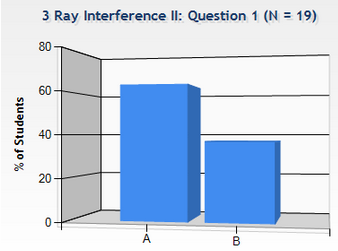 3 Ray Interference II: Question 1 (N = 19)
% of Students
80
60
40
20
0
A
B